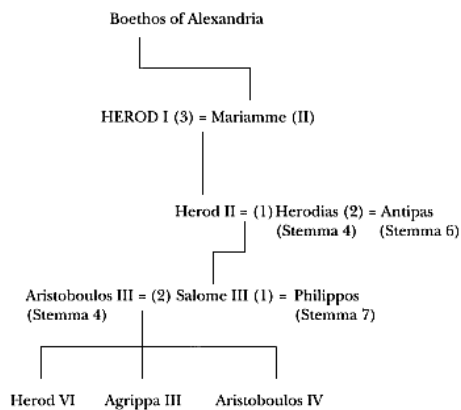 Boethos of Alexandria
HEROD I (3) = Mariamme (II)
Herod II = (1) Herodias (2) = Antipas
(Stemma 4) (Stemma 6)
Aristoboulos III = (2) Salome III (1) = Philippos
(Stemma 4) (Stemma 7)
Herod VI Agrippa III Aristoboulos IV